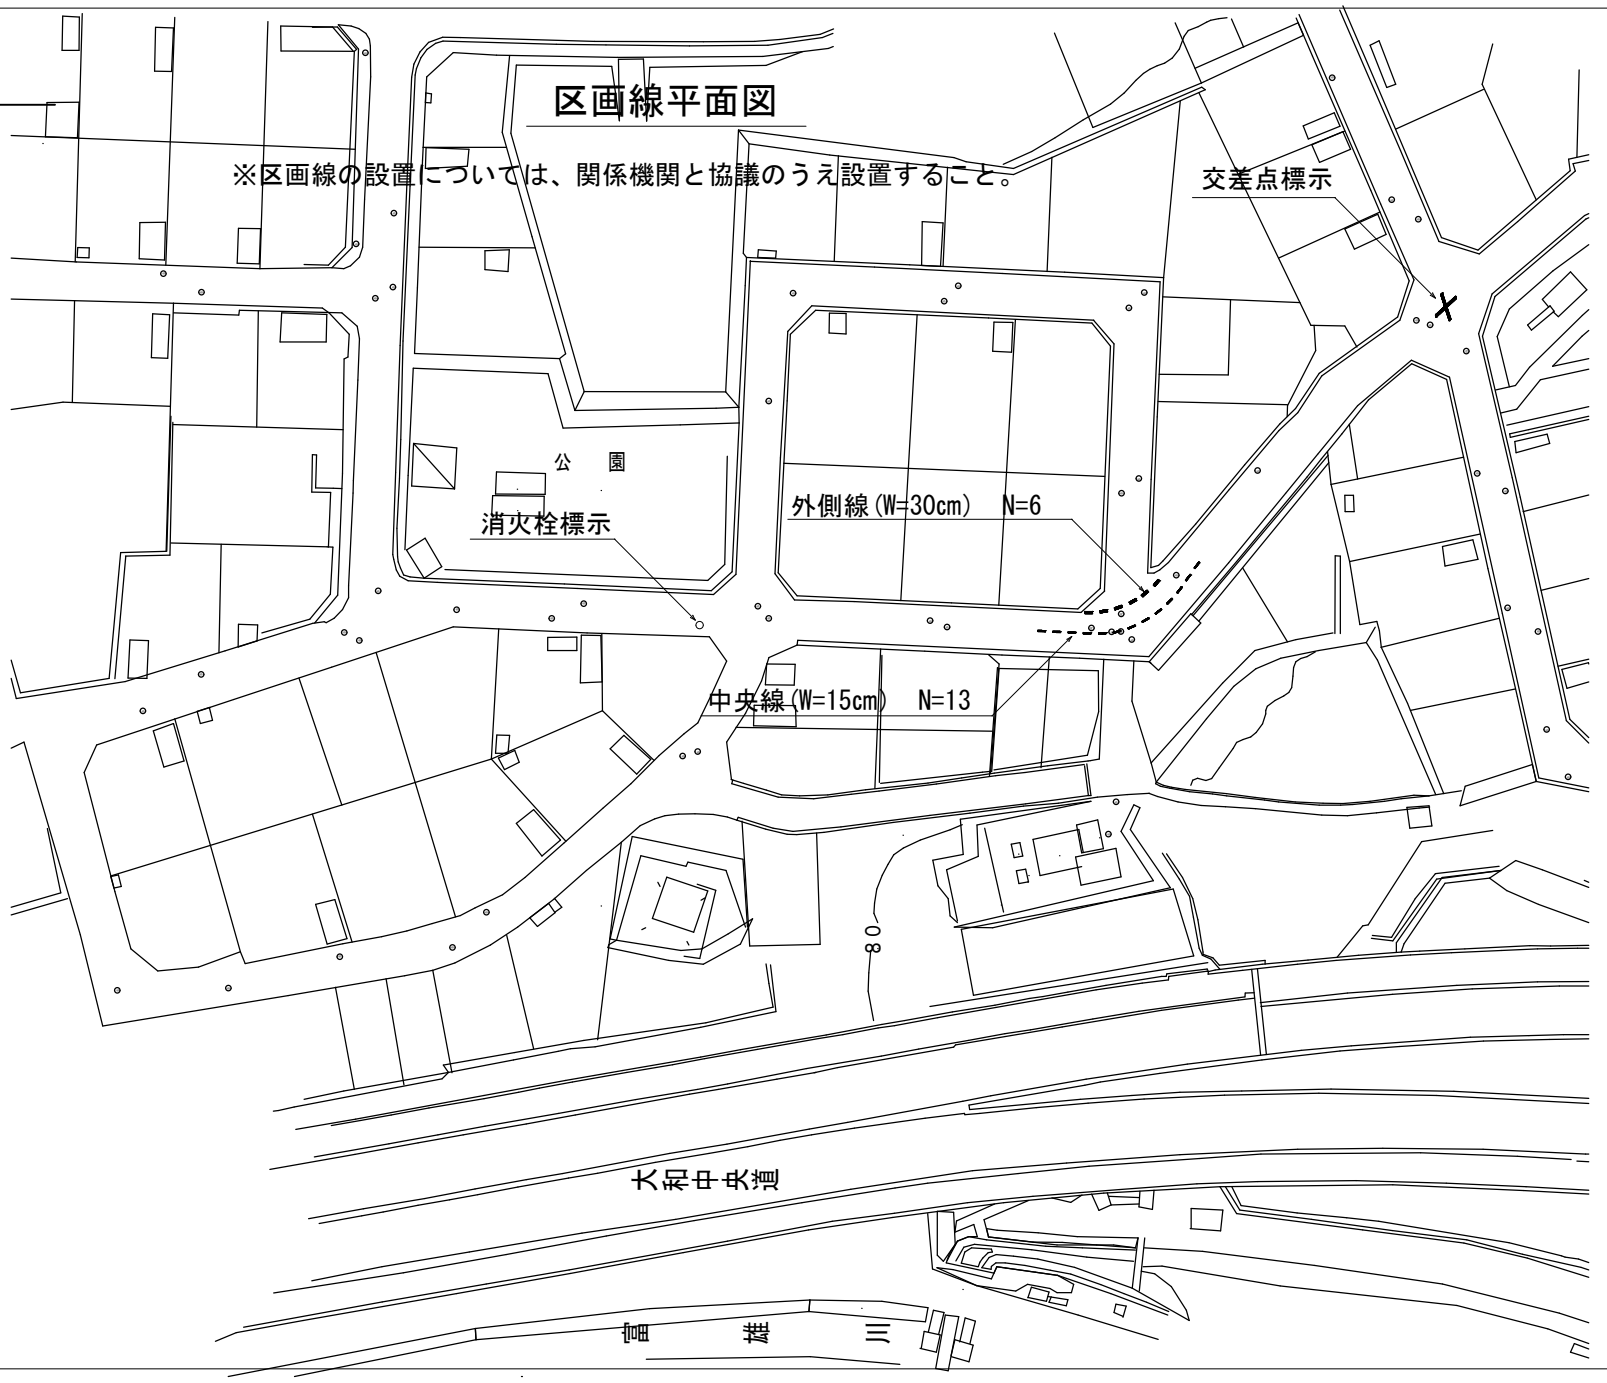 区画線平面図
※区画線の設置については、関係機関と協議のうえ設置すること。
交差点標示
公 園
外側線(W=30cm) N=6
消火栓標示
中央線(W=15cm) N=13
80
大和中央道
富 雄 川